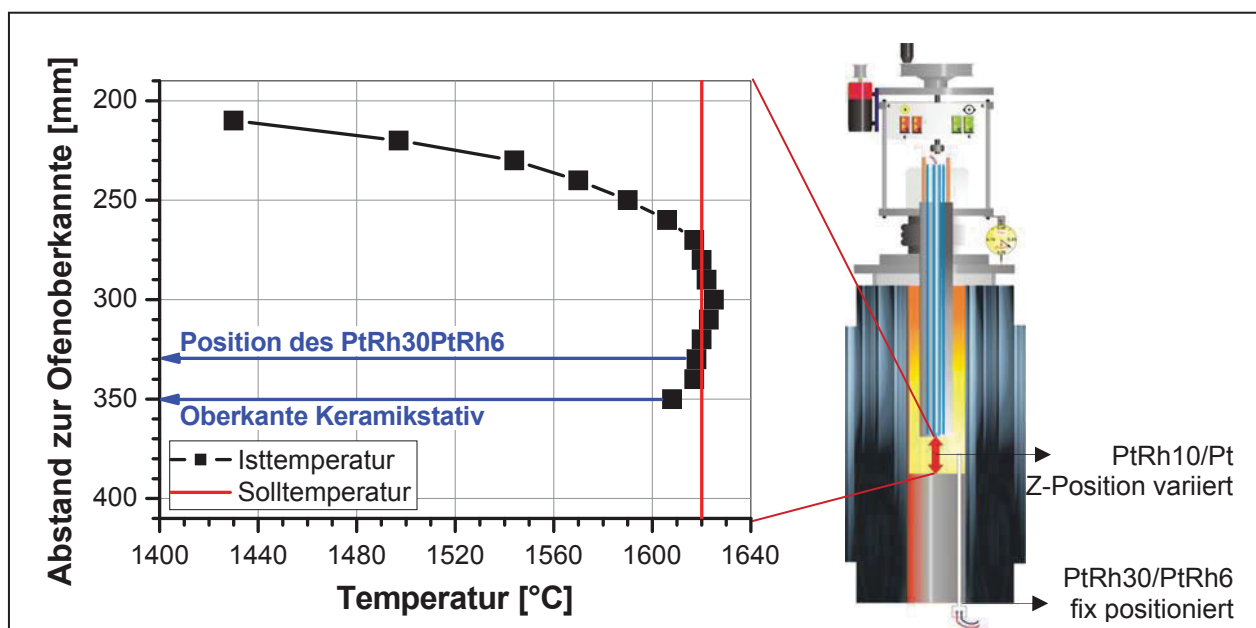 Abstand zur Ofenoberkannte [mm]
200
250
300
350
400
Position des PtRh30PtRh6
Oberkante Keramikstativ
Isttemperatur
Solltemperatur
1400 1440 1480 1520 1560 1600 1640
Temperatur [°C]
PtRh10/Pt
Z-Position variiert
PtRh30/PtRh6
fix positioniert